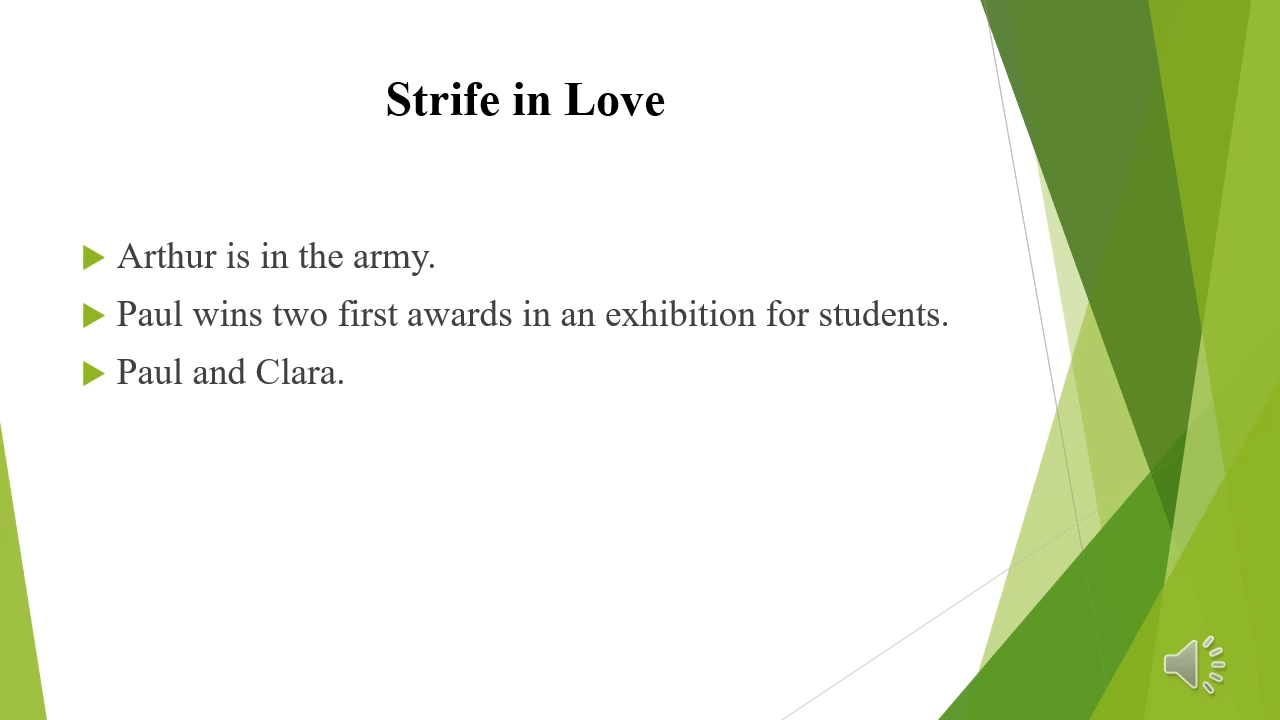 Strife in Love
Arthur is in the army.
Paul wins two first awards in an exhibition for students.
Paul and Clara.